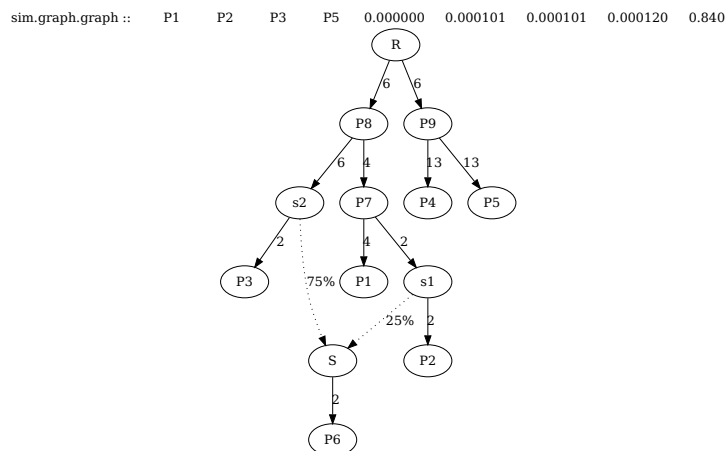 sim.graph.graph :: P1 P2 P3 P5 0.000000 0.000101 0.000101 0.000120 0.840
R
6 6
P8 P9
6 4 13 13
s2 P7 P4 P5
2 4 2
P3 75% P1 s1
25% 2
S P2
2
P6